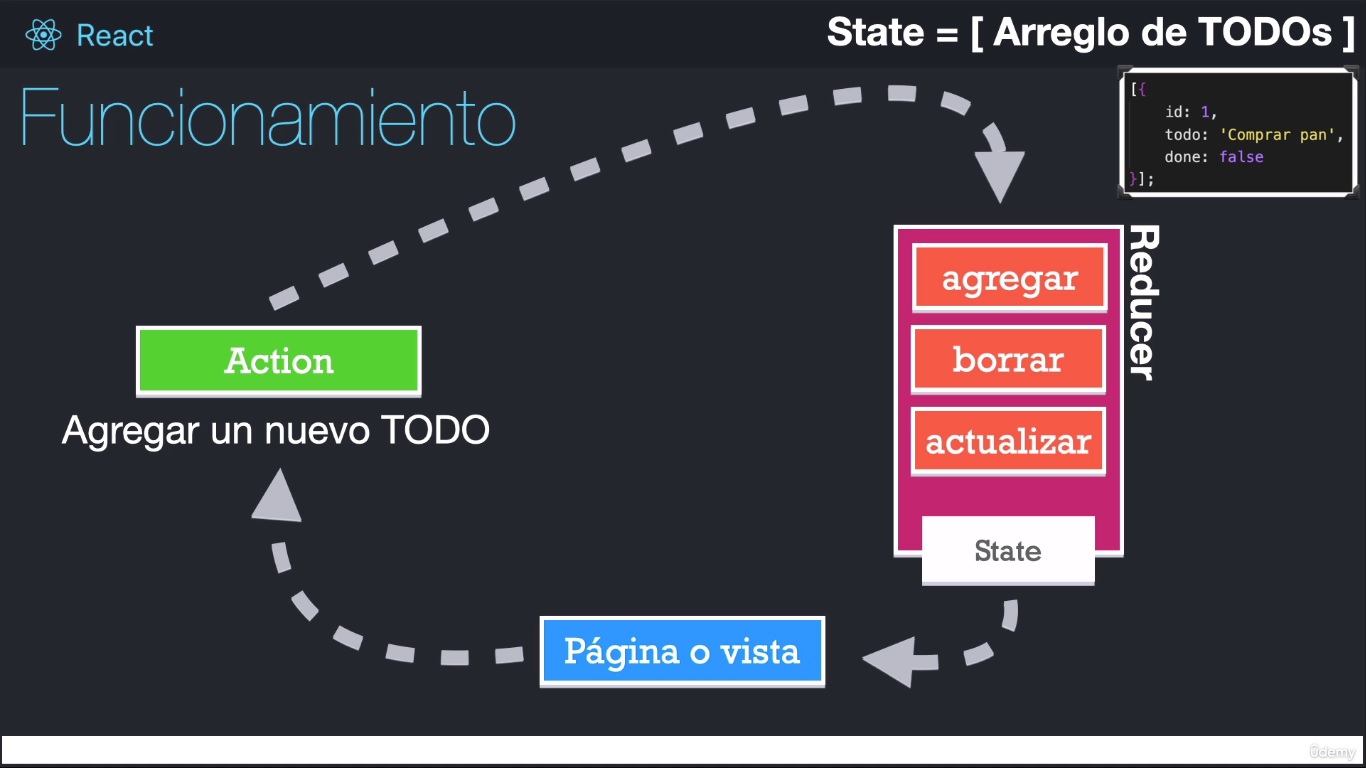 React
State = [ Arreglo de TODOs ]
Funcionamiento
[{
id: 1,
todo: 'Comprar pan',
done: false
}];
Reducer
agregar
borrar
actualizar
State
Action
Agregar un nuevo TODO
Página o vista
ûdemy